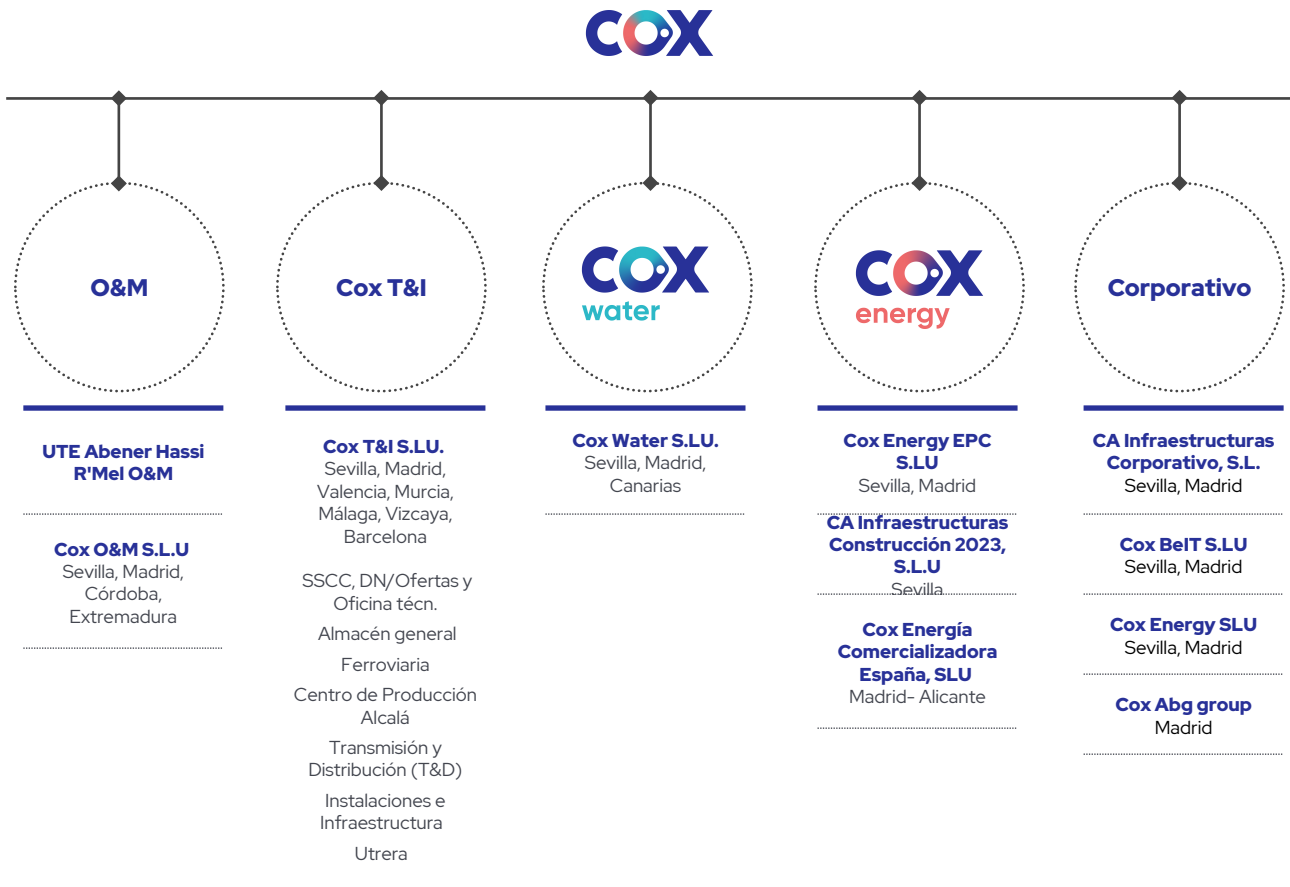 COX
O&M
UTE Abener Hassi
R'Mel O&M
Cox O&M S.L.U
Sevilla, Madrid,
Córdoba,
Extremadura
Cox T&I
Cox T&I S.LU.
Sevilla, Madrid,
Valencia, Murcia,
Málaga, Vizcaya,
Barcelona
SSCC, DN/Ofertas y
Oficina técn.
Almacén general
Ferroviaria
Centro de Producción
Alcalá
Transmisión y
Distribución (T&D)
Instalaciones e
Infraestructura
Utrera
COX
water
Cox Water S.LU.
Sevilla, Madrid,
Canarias
COX
energy
Cox Energy EPC
S.LU
Sevilla, Madrid
CA Infraestructuras
Construcción 2023,
S.L.U
Sevilla
Cox Energía
Comercializadora
España, SLU
Madrid- Alicante
Corporativo
CA Infraestructuras
Corporativo, S.L.
Sevilla, Madrid
Cox BeIT S.LU
Sevilla, Madrid
Cox Energy SLU
Sevilla, Madrid
Cox Abg group
Madrid